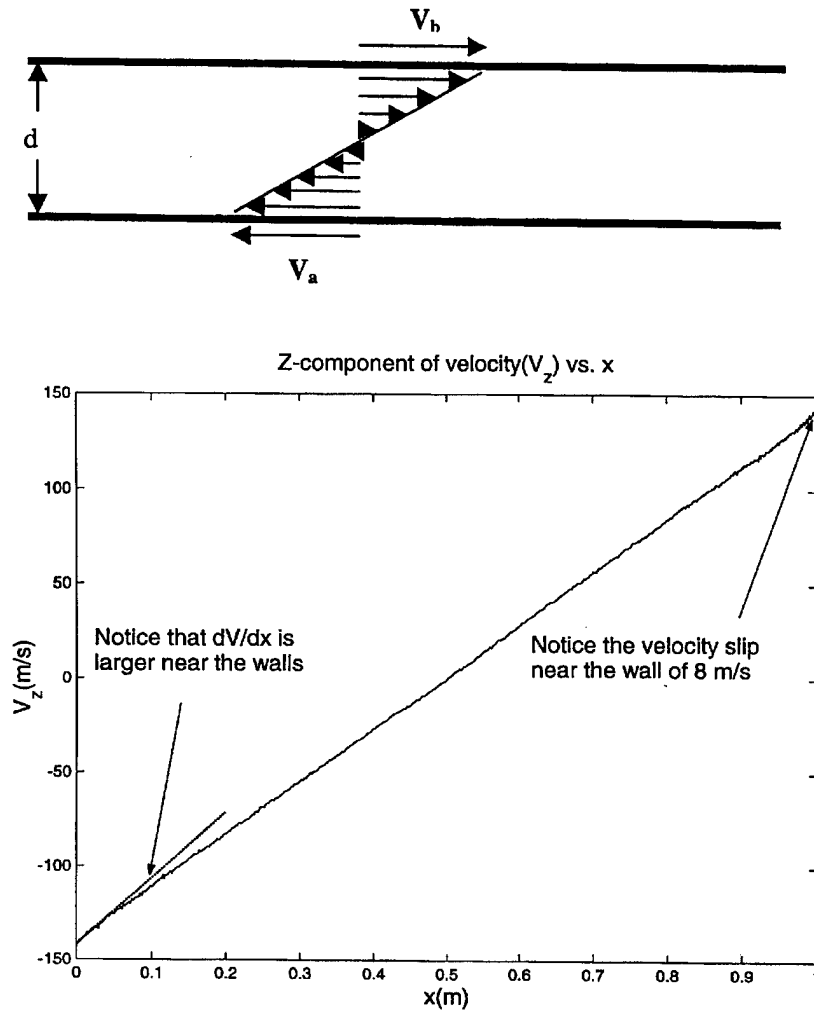 V_b
d
V_a
Z-component of velocity(V_z) vs. x
150
100
50
0
-50
-100
-150
V_z(m/s)
Notice that dV/dx is
larger near the walls
Notice the velocity slip
near the wall of 8 m/s
0
0.1
0.2
0.3
0.4
0.5
0.6
0.7
0.8
0.9
x(m)